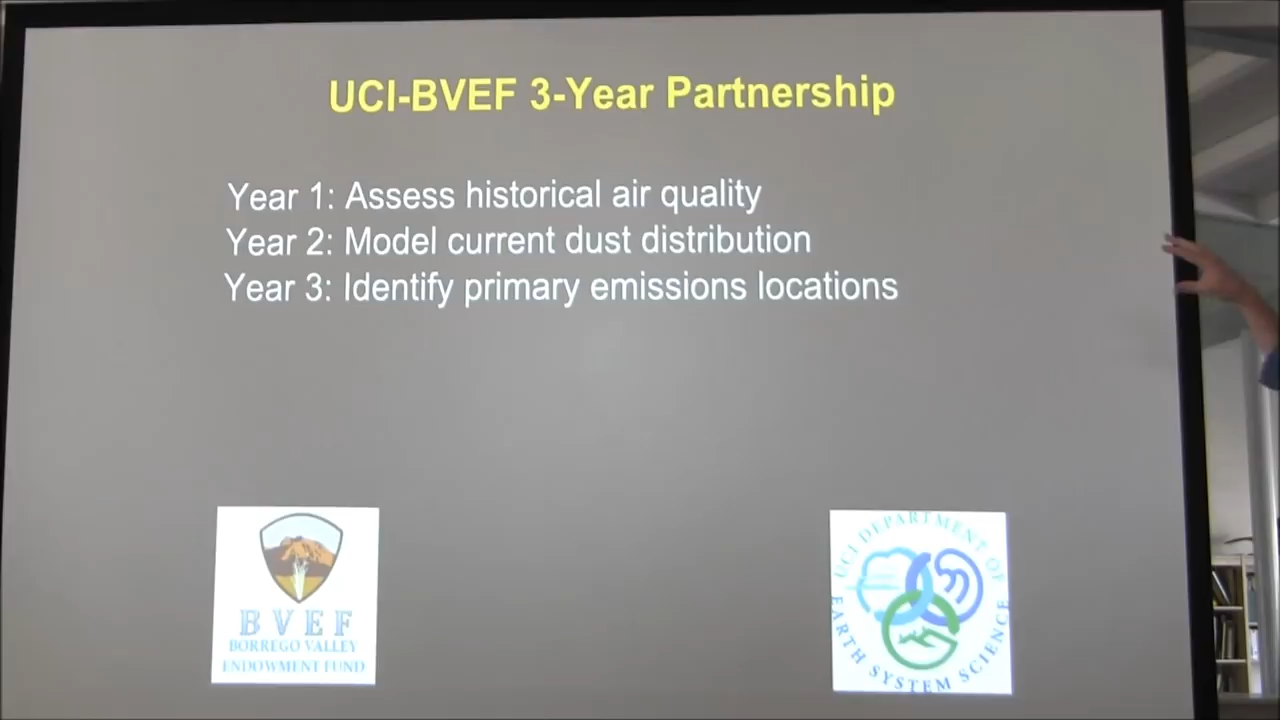 UCI-BVEF 3-Year Partnership
Year 1: Assess historical air quality
Year 2: Model current dust distribution
Year 3: Identify primary emissions locations
BVEF
BORREGO VALLEY
ENDOWMENT FUND
UCI DEPARTMENT OF
EARTH SYSTEM SCIENCE